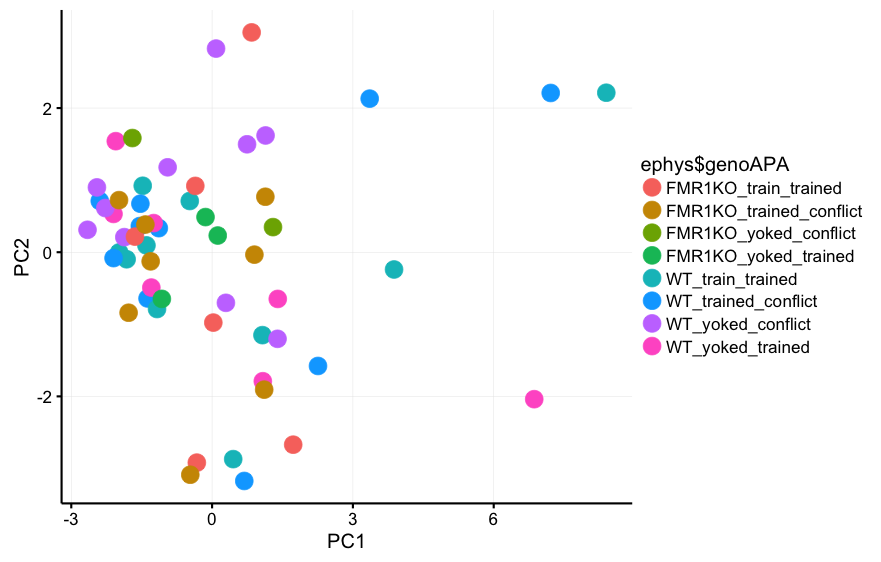 2
0
-2
PC2
-3
0
3
6
PC1
ephys$genoAPA
FMR1KO_train_trained
FMR1KO_trained_conflict
FMR1KO_yoked_conflict
FMR1KO_yoked_trained
WT_train_trained
WT_trained_conflict
WT_yoked_conflict
WT_yoked_trained